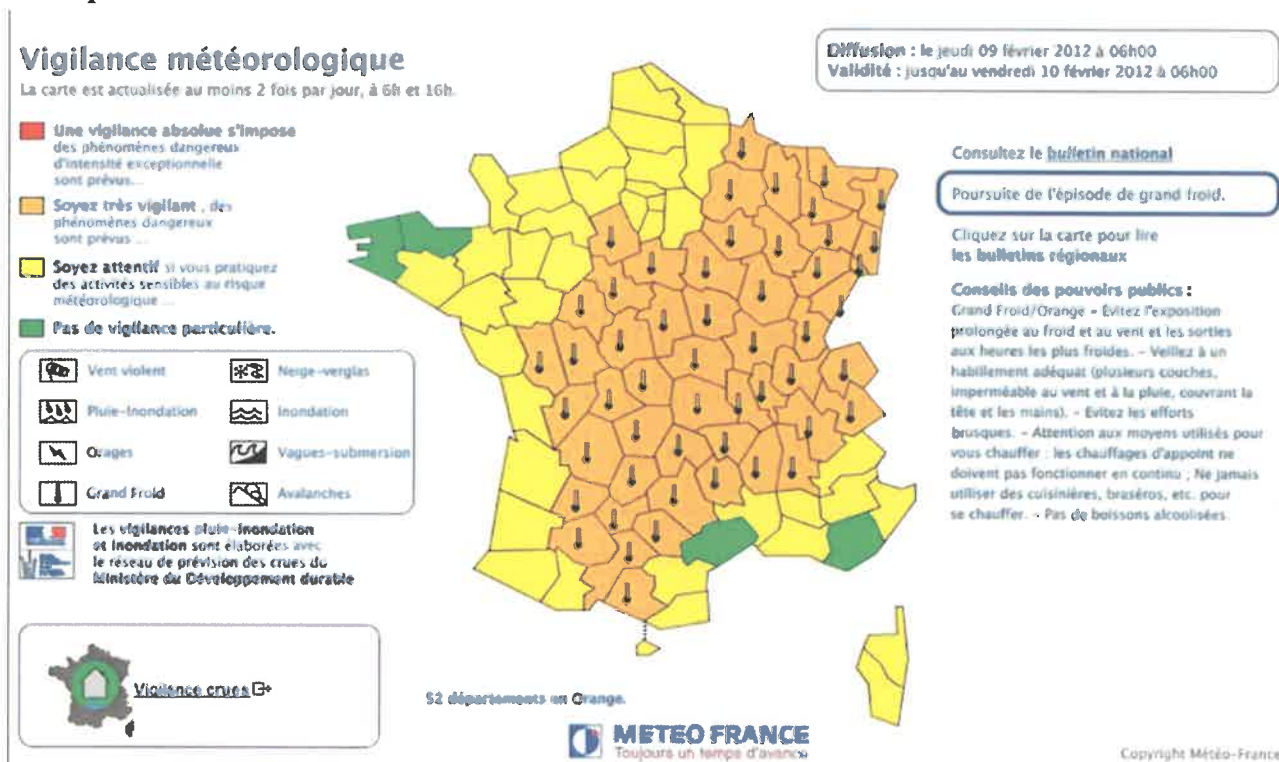 Vigilance météorologique
La carte est actualisée au moins 2 fois par jour, à 6h et 16h.
Une vigilance absolue s'impose
des phénomènes dangereux
d'intensité exceptionnelle
sont prévus...
Soyez très vigilant, des
phénomènes dangereux
sont prévus ...
Soyez attentif si vous pratiquez
des activités sensibles au risque
météorologique ...
Pas de vigilance particulière.
Vent violent
Neige-verglas
Pluie-Inondation
Inondation
Orages
Vagues-submersion
Grand Froid
Avalanches
Les vigilances pluie-inondation
et inondation sont élaborées avec
le réseau de prévision des crues du
Ministère du Développement durable
Vigilance crues
52 départements en Orange.
METEO FRANCE
Toujours un temps d'avance
Diffusion : le jeudi 09 février 2012 à 06h00
Validité : jusqu'au vendredi 10 février 2012 à 06h00
Consultez le bulletin national
Poursuite de l'épisode de grand froid.
Cliquez sur la carte pour lire
les bulletins régionaux
Conseils des pouvoirs publics :
Grand Froid/Orange - Evitez l'exposition
prolongée au froid et au vent et les sorties
aux heures les plus froides. - Veillez à un
habillement adéquat (plusieurs couches,
imperméable au vent et à la pluie, couvrant la
tête et les mains). - Evitez les efforts
brusques. - Attention aux moyens utilisés pour
vous chauffer : les chauffages d'appoint ne
doivent pas fonctionner en continu ; Ne jamais
utiliser des cuisinières, braséros, etc. pour
se chauffer. - Pas de boissons alcoolisées.
Copyright Météo-France